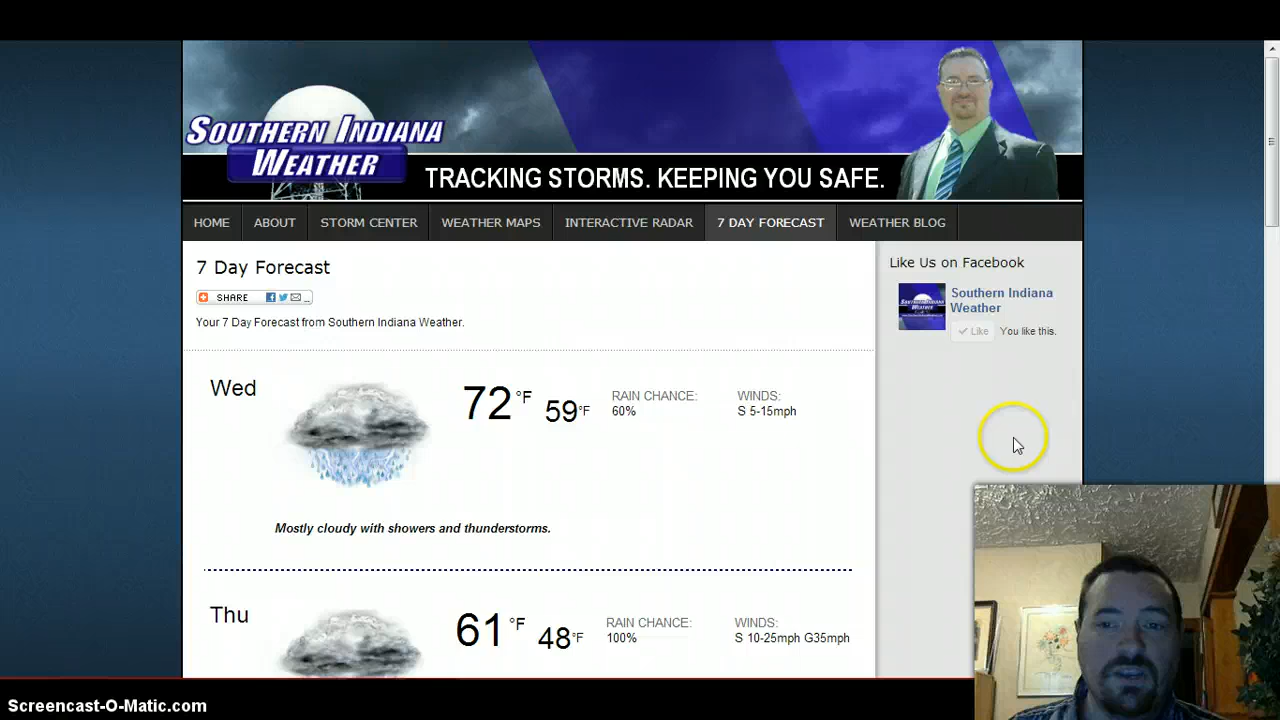 SOUTHERN INDIANA
WEATHER
TRACKING STORMS. KEEPING YOU SAFE.
HOME ABOUT STORM CENTER WEATHER MAPS INTERACTIVE RADAR 7 DAY FORECAST WEATHER BLOG
7 Day Forecast
SHARE
Your 7 Day Forecast from Southern Indiana Weather.
Like Us on Facebook
Southern Indiana
Weather
Like You like this.
Wed
72 °F 59 °F
RAIN CHANCE:
60%
WINDS:
S 5-15mph
Mostly cloudy with showers and thunderstorms.
Thu
61 °F 48 °F
RAIN CHANCE:
100%
WINDS:
S 10-25mph G35mph
Screencast-O-Matic.com